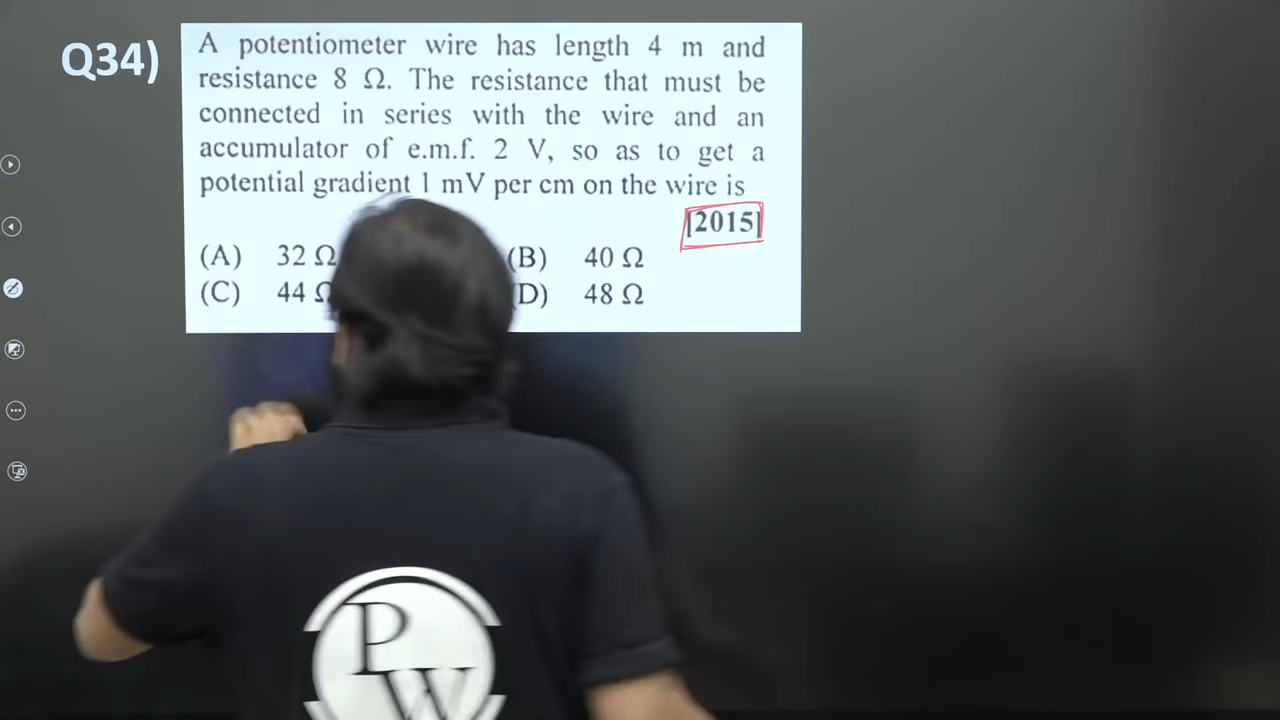 Q34)
A potentiometer wire has length 4 m and
resistance 8 Ω. The resistance that must be
connected in series with the wire and an
accumulator of e.m.f. 2 V, so as to get a
potential gradient 1 mV per cm on the wire is
[2015]
(A) 32 Ω (B) 40 Ω
(C) 44 Ω D) 48 Ω
P
W